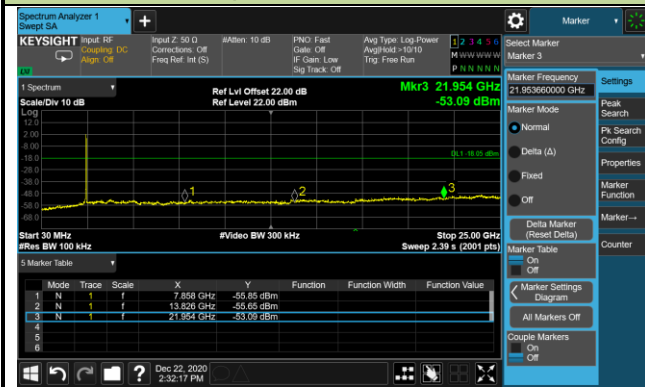 Spectrum Analyzer 1
Swept SA
Marker
KEYSIGHT
Input: RF
Coupling: DC
Align: Off
Input Z: 50 Ω
Corrections: Off
Freq Ref: Int (S)
#Atten: 10 dB
PNO: Fast
Gate: Off
IF Gain: Low
Sig Track: Off
Avg Type: Log-Power
Avg|Hold:>10/10
Trig: Free Run
1 2 3 4 5 6
M W W W W W
P N N N N N
Select Marker
Marker 3
LW
1 Spectrum
Scale/Div 10 dB
Ref Lvl Offset 22.00 dB
Ref Level 22.00 dBm
Mkr3 21.954 GHz
-53.09 dBm
Log
12.0
2.00
-8.00
-18.0
-28.0
-38.0
-48.0
-58.0
-68.0
DL1 -18.05 dBm
1
2
3
Start 30 MHz
#Res BW 100 kHz
#Video BW 300 kHz
Stop 25.00 GHz
Sweep 2.39 s (2001 pts)
5 Marker Table
Mode Trace Scale X Y Function Function Width Function Value
1 N 1 f 7.858 GHz -55.85 dBm
2 N 1 f 13.826 GHz -55.65 dBm
3 N 1 f 21.954 GHz -53.09 dBm
4
5
6
Marker Frequency
21.953660000 GHz
Marker Mode
Normal
Delta (Δ)
Fixed
Off
Delta Marker
(Reset Delta)
Marker Table
On
Off
Marker Settings
Diagram
All Markers Off
Couple Markers
On
Off
Settings
Peak
Search
Pk Search
Config
Properties
Marker
Function
Marker→
Counter
Dec 22, 2020
2:32:17 PM